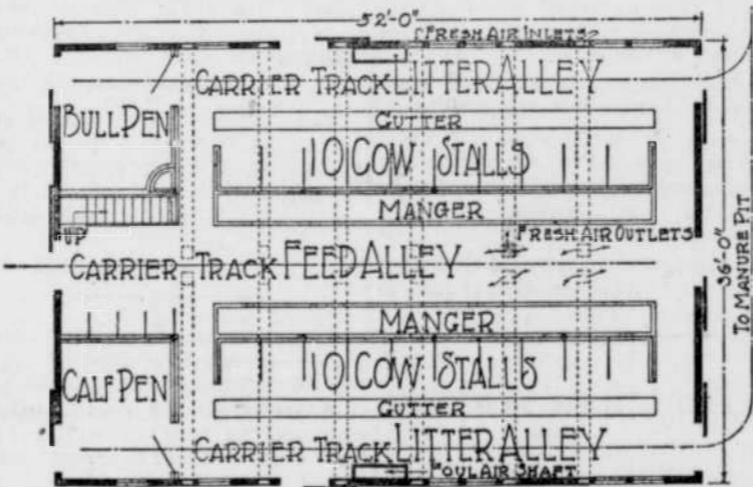 52'-0"
FRESH AIR INLETS
CARRIER TRACK LITTER ALLEY
BULL PEN
GUTTER
10 COW STALLS
MANGER
UP
FRESH AIR OUTLETS
CARRIER TRACK FEED ALLEY
36'-0"
TO MANURE PIT
MANGER
10 COW STALLS
CALF PEN
GUTTER
CARRIER TRACK LITTER ALLEY
FOUL AIR SHAFT